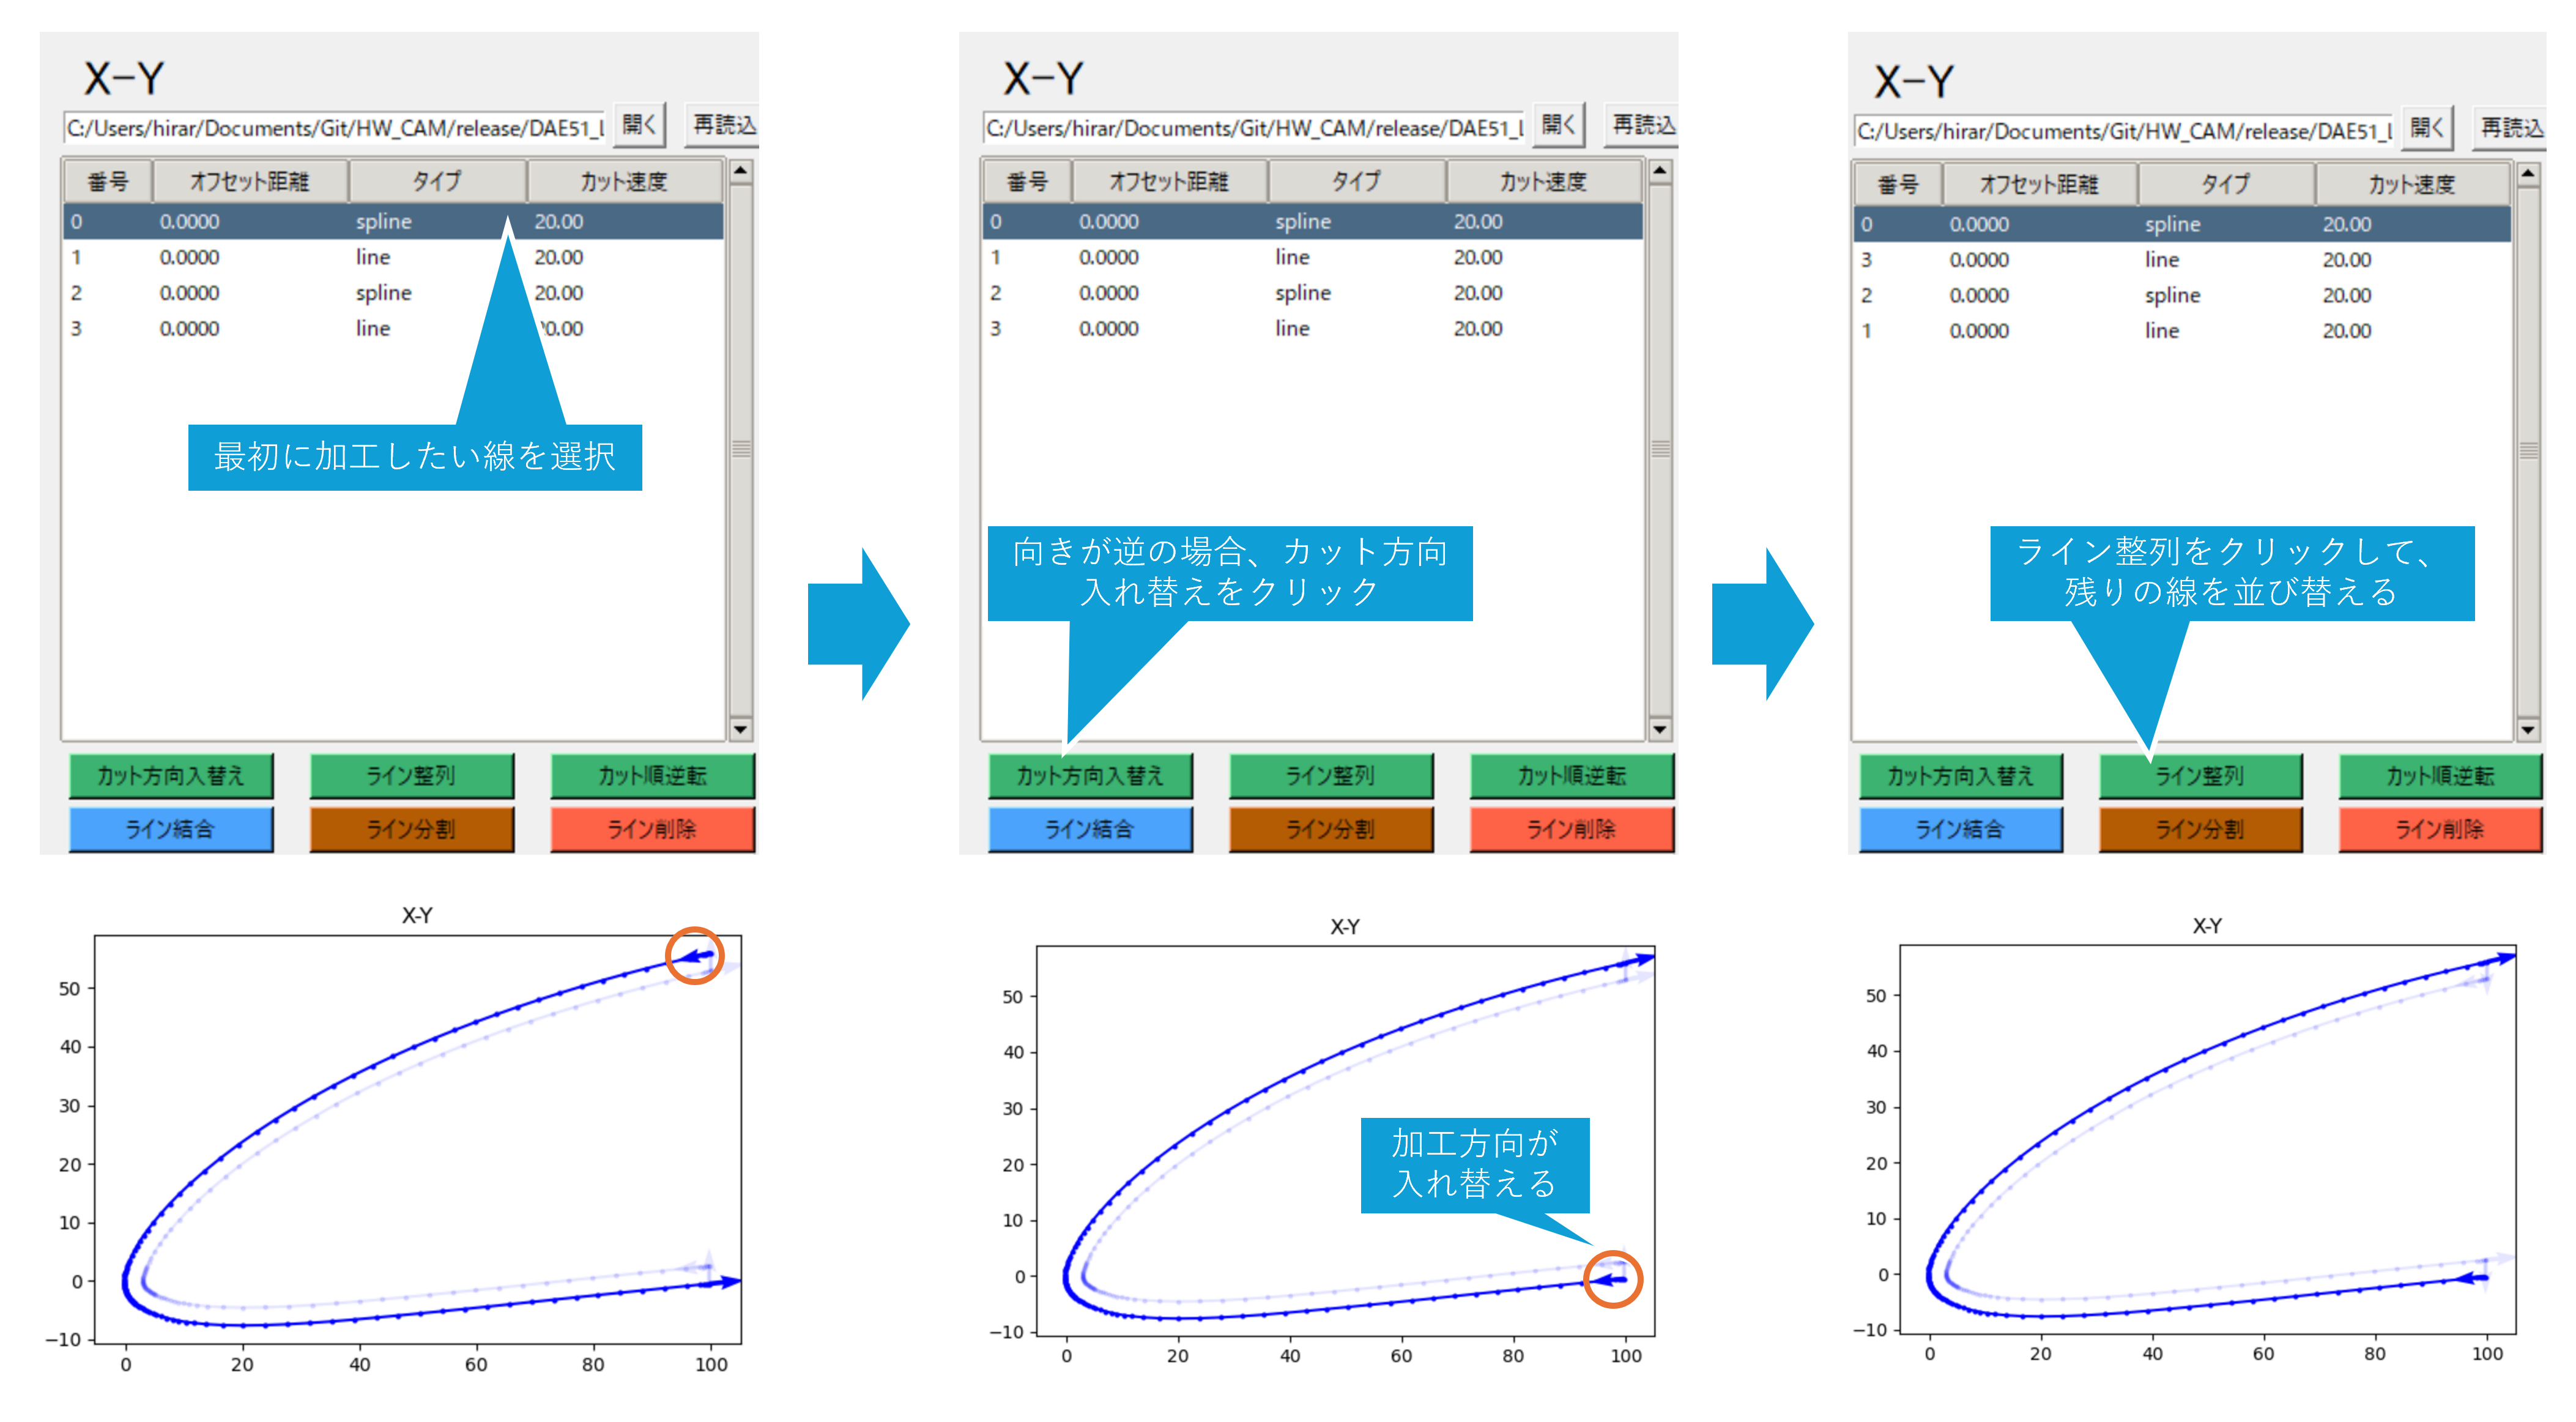 X-Y
C:/Users/hirar/Documents/Git/HW_CAM/release/DAE51_L 開く 再読込
番号 オフセット距離 タイプ カット速度
0 0.0000 spline 20.00
1 0.0000 line 20.00
2 0.0000 spline 20.00
3 0.0000 line 20.00
最初に加工したい線を選択
カット方向入替え ライン整列 カット順逆転
ライン結合 ライン分割 ライン削除
X-Y
50
40
30
20
10
0
−10
0 20 40 60 80 100
X-Y
C:/Users/hirar/Documents/Git/HW_CAM/release/DAE51_L 開く 再読込
番号 オフセット距離 タイプ カット速度
0 0.0000 spline 20.00
1 0.0000 line 20.00
2 0.0000 spline 20.00
3 0.0000 line 20.00
向きが逆の場合、カット方向
入れ替えをクリック
カット方向入替え ライン整列 カット順逆転
ライン結合 ライン分割 ライン削除
X-Y
50
40
30
20
10
0
−10
0 20 40 60 80 100
加工方向が
入れ替える
X-Y
C:/Users/hirar/Documents/Git/HW_CAM/release/DAE51_L 開く 再読込
番号 オフセット距離 タイプ カット速度
0 0.0000 spline 20.00
3 0.0000 line 20.00
2 0.0000 spline 20.00
1 0.0000 line 20.00
ライン整列をクリックして、
残りの線を並び替える
カット方向入替え ライン整列 カット順逆転
ライン結合 ライン分割 ライン削除
X-Y
50
40
30
20
10
0
−10
0 20 40 60 80 100